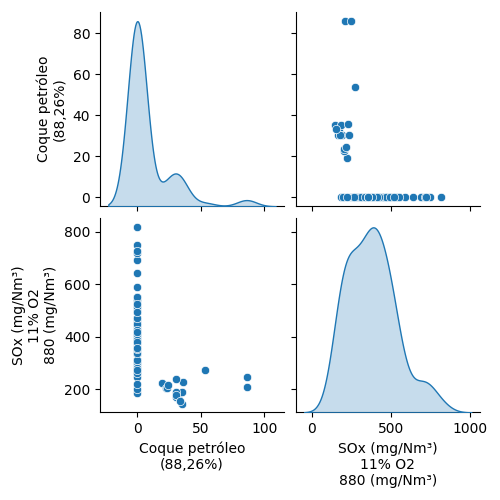 80
60
40
20
0
Coque petróleo
(88,26%)
800
600
400
200
SOx (mg/Nm³)
11% O2
880 (mg/Nm³)
0
50
100
Coque petróleo
(88,26%)
0
500
1000
SOx (mg/Nm³)
11% O2
880 (mg/Nm³)